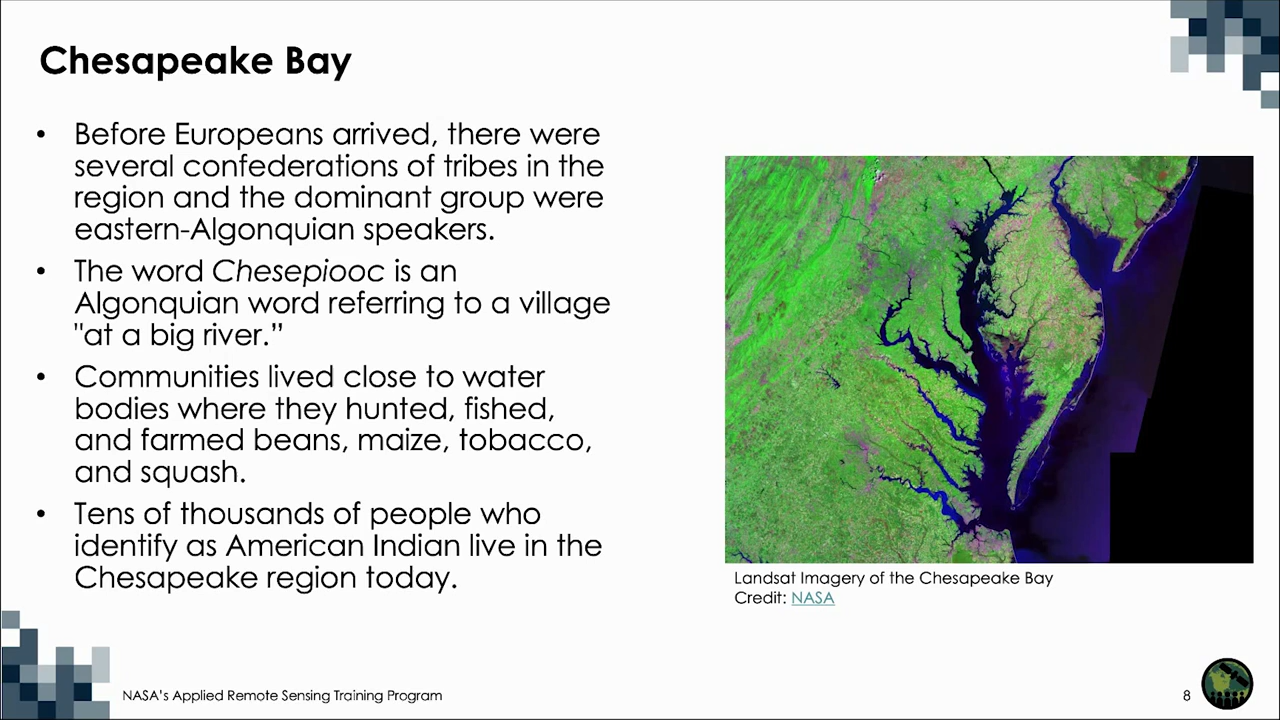 Chesapeake Bay
• Before Europeans arrived, there were
several confederations of tribes in the
region and the dominant group were
eastern-Algonquian speakers.
• The word Chesepiooc is an
Algonquian word referring to a village
"at a big river.”
• Communities lived close to water
bodies where they hunted, fished,
and farmed beans, maize, tobacco,
and squash.
• Tens of thousands of people who
identify as American Indian live in the
Chesapeake region today.
Landsat Imagery of the Chesapeake Bay
Credit: NASA
NASA’s Applied Remote Sensing Training Program
8